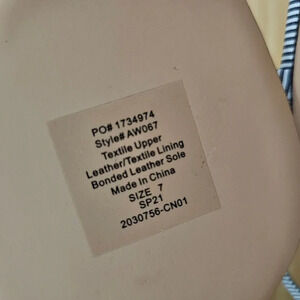 PO# 1734974
Style# AW067
Textile Upper
Leather/Textile Lining
Bonded Leather Sole
Made In China
SIZE 7
SP21
2030756-CN01